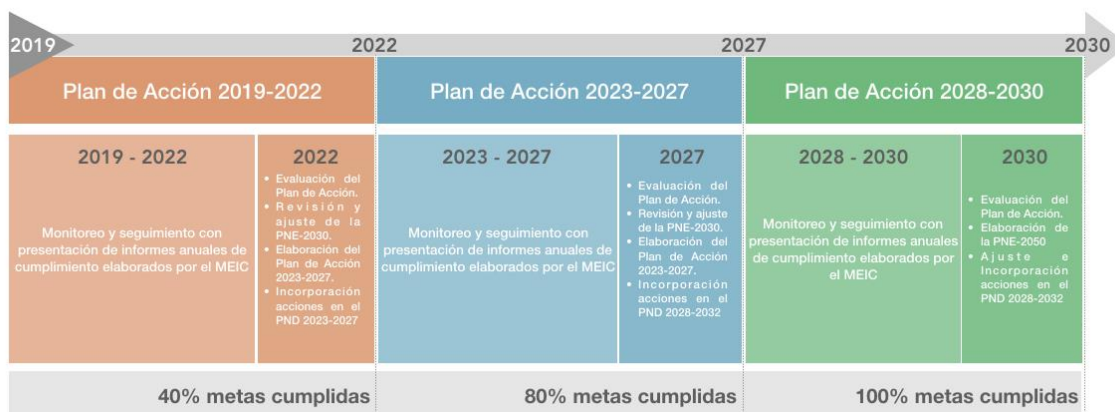 2019
2022
2027
2030
Plan de Acción 2019-2022
Plan de Acción 2023-2027
Plan de Acción 2028-2030
2019 - 2022
Monitoreo y seguimiento con
presentación de informes anuales de
cumplimiento elaborados por el MEIC
2022
• Evaluación del
Plan de Acción.
• Revisión y
ajuste de la
PNE-2030.
• Elaboración del
Plan de Acción
2023-2027.
• Incorporación
acciones en el
PND 2023-2027
2023 - 2027
Monitoreo y seguimiento con
presentación de informes anuales de
cumplimiento elaborados por el MEIC
2027
• Evaluación del
Plan de Acción.
• Revisión y ajuste
de la PNE-2030.
• Elaboración del
Plan de Acción
2023-2027.
• Incorporación
acciones en el
PND 2028-2032
2028 - 2030
Monitoreo y seguimiento con
presentación de informes anuales
de cumplimiento elaborados por
el MEIC
2030
• Evaluación del
Plan de Acción.
• Elaboración de
la PNE-2050
• Ajuste e
Incorporación
acciones en el
PND 2028-2032
40% metas cumplidas
80% metas cumplidas
100% metas cumplidas